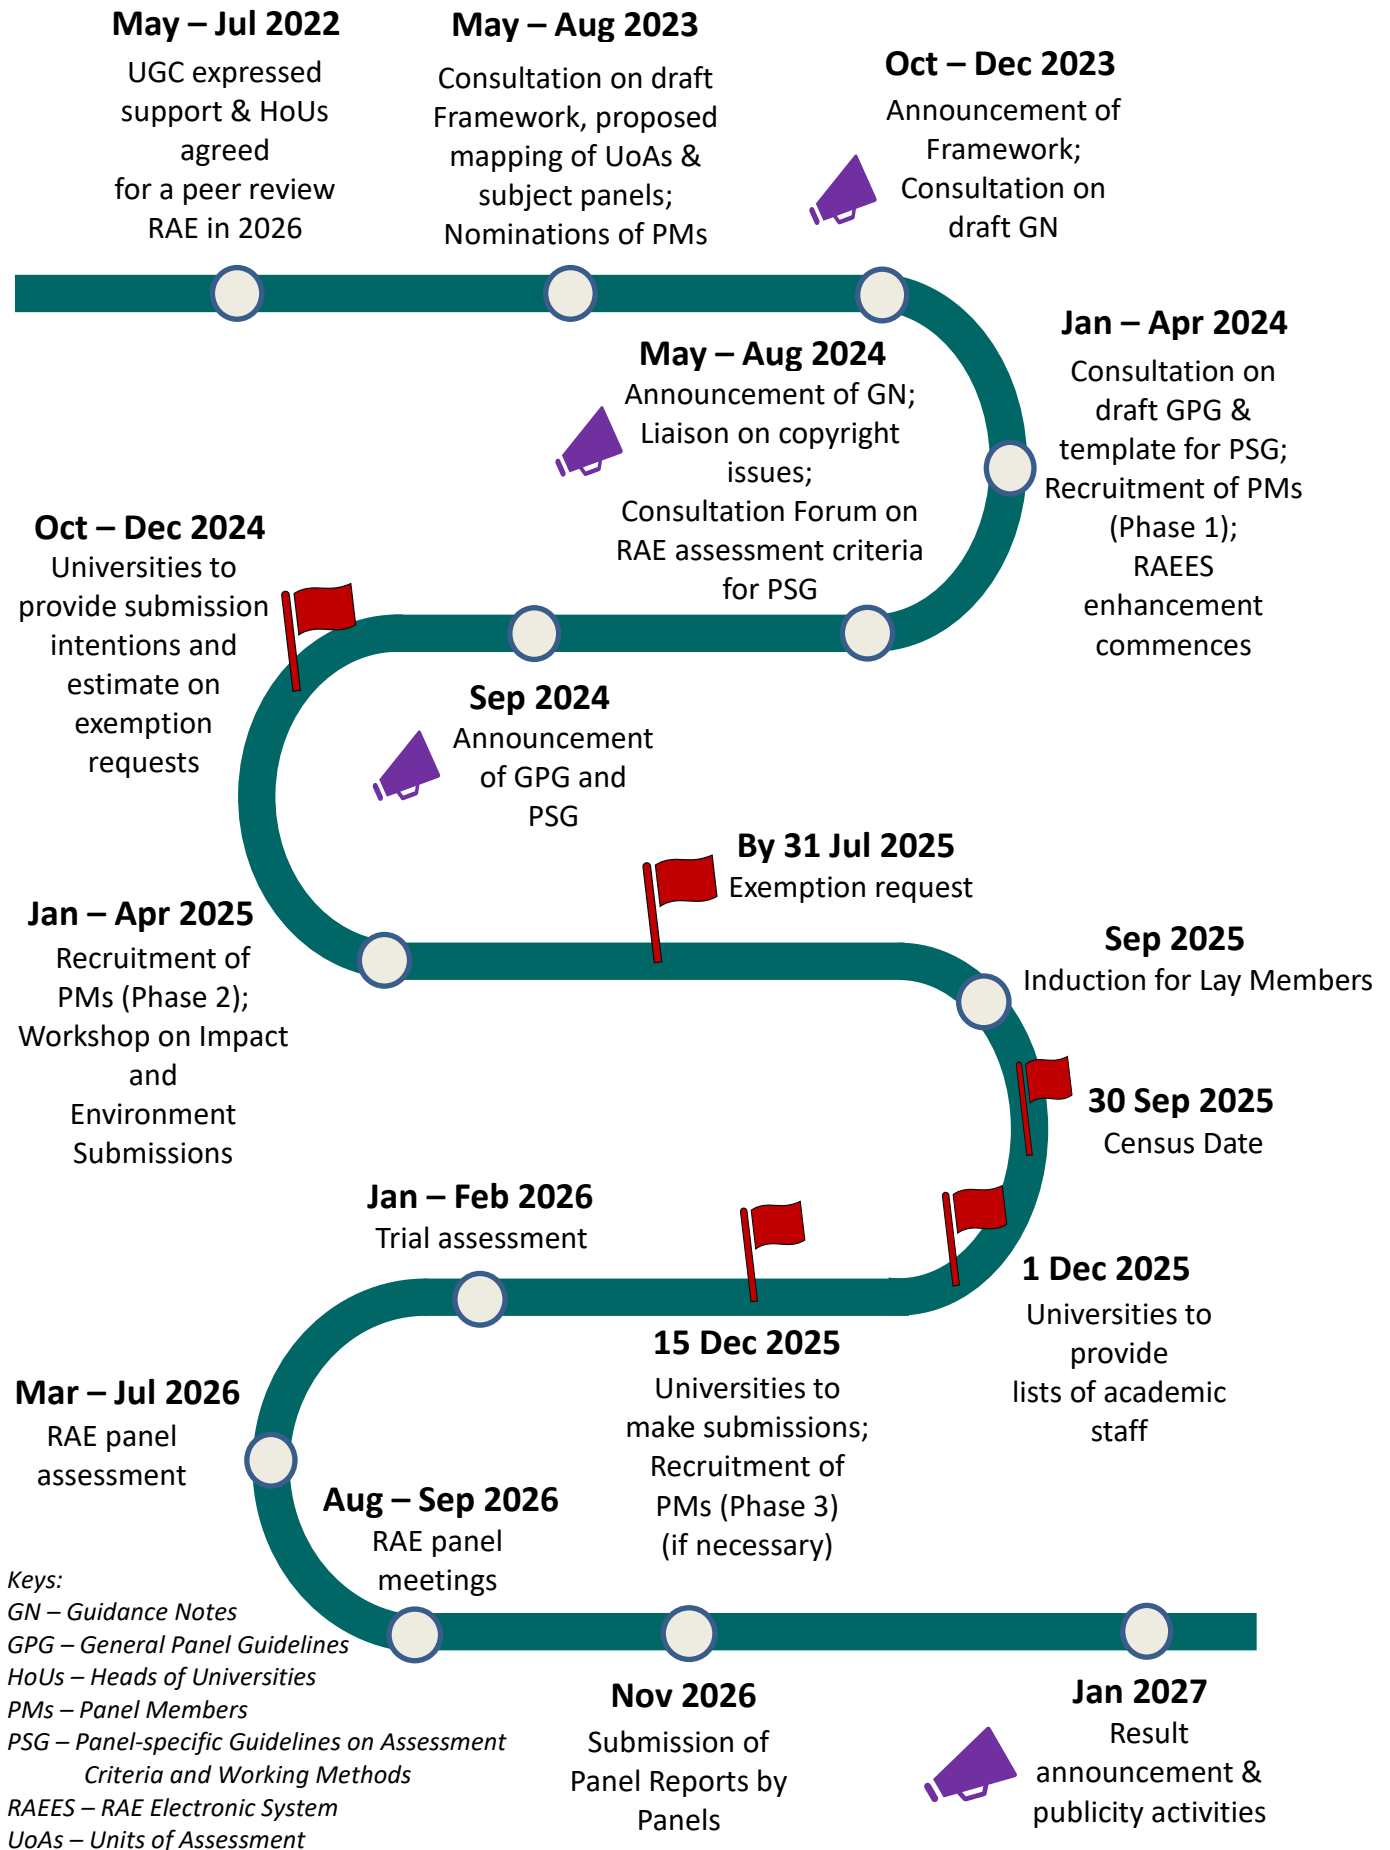 May – Jul 2022
UGC expressed
support & HoUs
agreed
for a peer review
RAE in 2026
May – Aug 2023
Consultation on draft
Framework, proposed
mapping of UoAs &
subject panels;
Nominations of PMs
Oct – Dec 2023
Announcement of
Framework;
Consultation on
draft GN
Jan – Apr 2024
Consultation on
draft GPG &
template for PSG;
Recruitment of PMs
(Phase 1);
RAEES
enhancement
commences
May – Aug 2024
Announcement of GN;
Liaison on copyright
issues;
Consultation Forum on
RAE assessment criteria
for PSG
Sep 2024
Announcement
of GPG and
PSG
Oct – Dec 2024
Universities to
provide submission
intentions and
estimate on
exemption
requests
Jan – Apr 2025
Recruitment of
PMs (Phase 2);
Workshop on Impact
and
Environment
Submissions
By 31 Jul 2025
Exemption request
Sep 2025
Induction for Lay Members
30 Sep 2025
Census Date
1 Dec 2025
Universities to
provide
lists of academic
staff
15 Dec 2025
Universities to
make submissions;
Recruitment of
PMs (Phase 3)
(if necessary)
Jan – Feb 2026
Trial assessment
Mar – Jul 2026
RAE panel
assessment
Aug – Sep 2026
RAE panel
meetings
Nov 2026
Submission of
Panel Reports by
Panels
Jan 2027
Result
announcement &
publicity activities
Keys:
GN – Guidance Notes
GPG – General Panel Guidelines
HoUs – Heads of Universities
PMs – Panel Members
PSG – Panel-specific Guidelines on Assessment
Criteria and Working Methods
RAEES – RAE Electronic System
UoAs – Units of Assessment